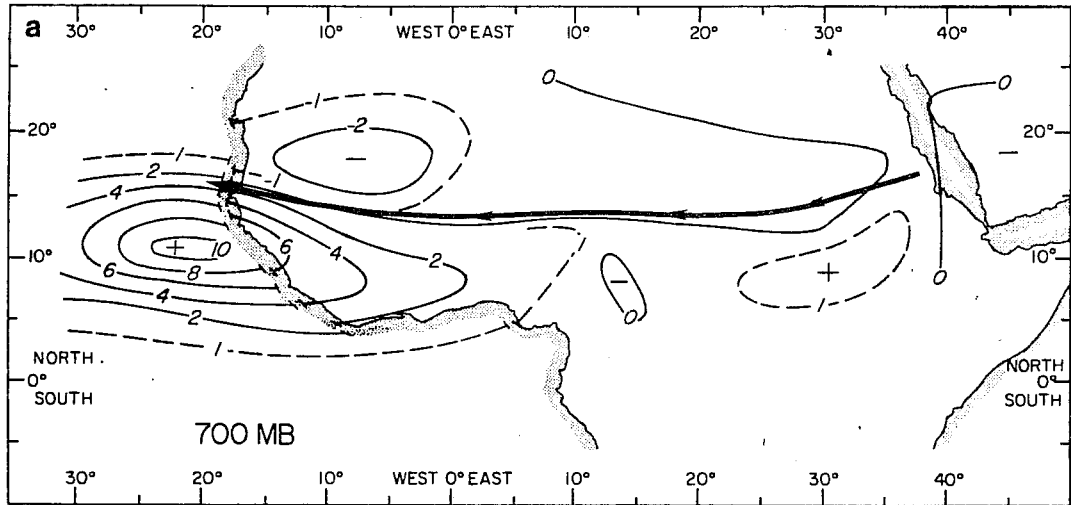 a
30° 20° 10° WEST 0° EAST 10° 20° 30° 40°
0 0
1
20° -2 20°
1 -
2 -1 -
4
+ 10 6 4 2 +
10° 6 8 - 0 10°
4 0 1
2
1
NORTH NORTH
0° 0°
SOUTH SOUTH
700 MB
30° 20° 10° WEST 0° EAST 10° 20° 30° 40°